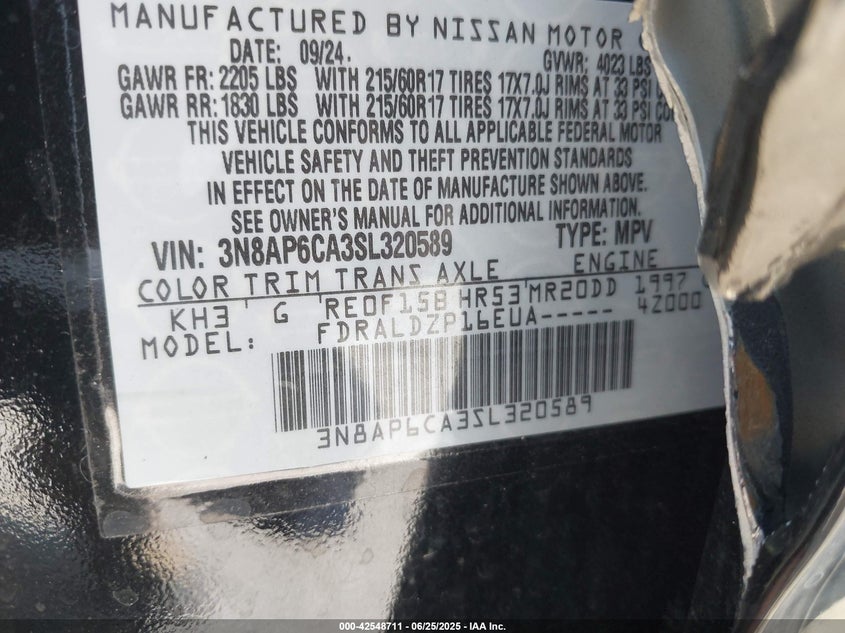 MANUFACTURED BY NISSAN MOTOR
DATE: 09/24. GVWR: 4023 LBS
GAWR FR: 2205 LBS WITH 215/60R17 TIRES 17X7.0J RIMS AT 33 PSI
GAWR RR: 1830 LBS WITH 215/60R17 TIRES 17X7.0J RIMS AT 33 PSI
THIS VEHICLE CONFORMS TO ALL APPLICABLE FEDERAL MOTOR
VEHICLE SAFETY AND THEFT PREVENTION STANDARDS
IN EFFECT ON THE DATE OF MANUFACTURE SHOWN ABOVE.
SEE OWNER'S MANUAL FOR ADDITIONAL INFORMATION.
VIN: 3N8AP6CA3SL320589 TYPE: MPV
COLOR TRIM TRANS AXLE ENGINE
KH3 G RE0F15B HR53 MR20DD 1997
MODEL: FDRALDZP16EUA----- 4Z000
3N8AP6CA3SL320589
000-42548711 - 06/25/2025 - IAA Inc.